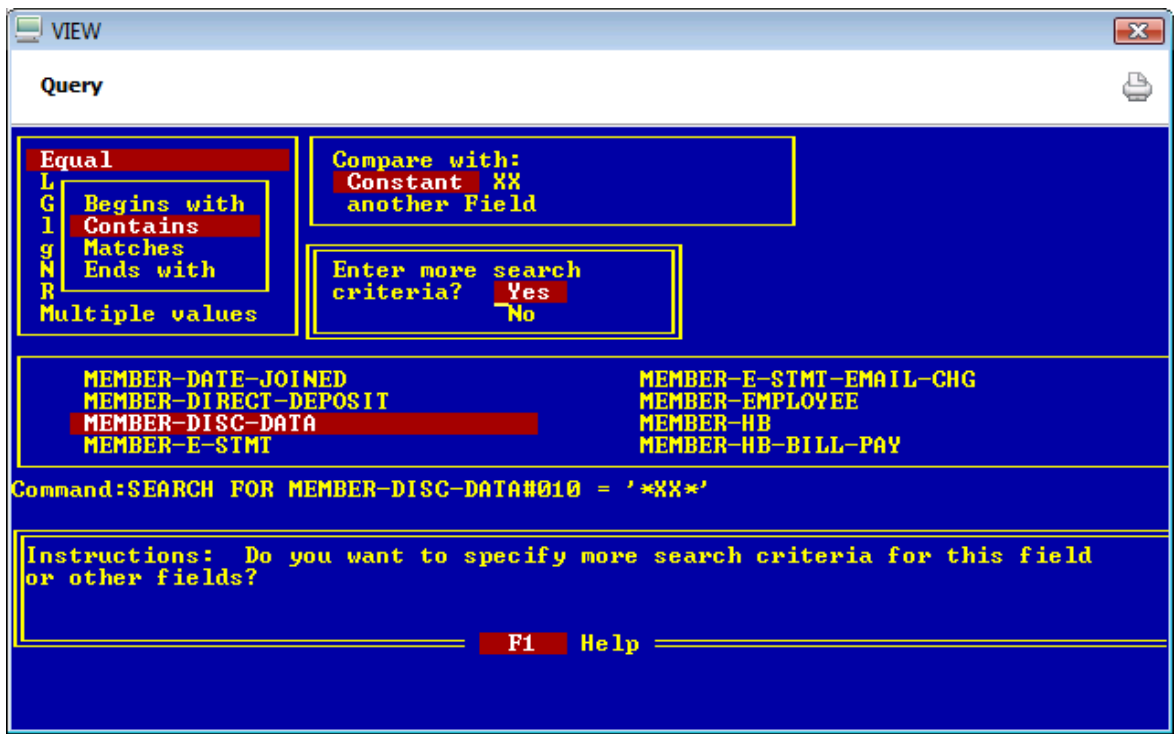 VIEW
Query
Equal
L
G
l
g
N
R
Multiple values
Begins with
Contains
Matches
Ends with
Compare with:
Constant XX
another Field
Enter more search
criteria? Yes
No
MEMBER-DATE-JOINED MEMBER-E-STMT-EMAIL-CHG
MEMBER-DIRECT-DEPOSIT MEMBER-EMPLOYEE
MEMBER-DISC-DATA MEMBER-HB
MEMBER-E-STMT MEMBER-HB-BILL-PAY
Command:SEARCH FOR MEMBER-DISC-DATA#010 = '*XX*'
Instructions: Do you want to specify more search criteria for this field
or other fields?
F1 Help